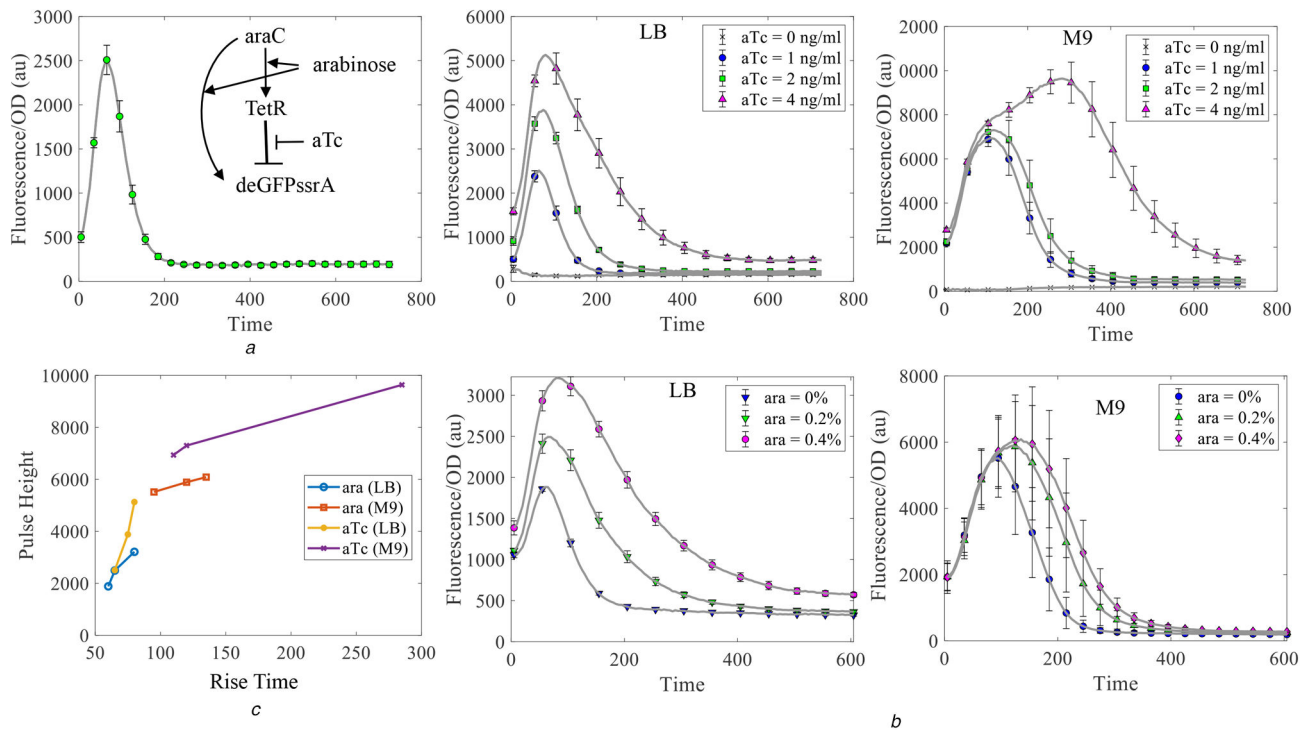 3000
2500
2000
1500
1000
500
0
0 200 400 600 800
Fluorescence/OD (au)
Time
araC
arabinose
TetR
aTc
deGFPssrA
a
LB
6000
5000
4000
3000
2000
1000
0
0 200 400 600 800
Fluorescence/OD (au)
Time
aTc = 0 ng/ml
aTc = 1 ng/ml
aTc = 2 ng/ml
aTc = 4 ng/ml
M9
2000
0000
8000
6000
4000
2000
0
0 200 400 600 800
Fluorescence/OD (au)
Time
aTc = 0 ng/ml
aTc = 1 ng/ml
aTc = 2 ng/ml
aTc = 4 ng/ml
10000
8000
6000
4000
2000
0
50 100 150 200 250 300
Pulse Height
Rise Time
ara (LB)
ara (M9)
aTc (LB)
aTc (M9)
c
LB
3000
2500
2000
1500
1000
500
0
0 200 400 600
Fluorescence/OD (au)
Time
ara = 0%
ara = 0.2%
ara = 0.4%
M9
8000
6000
4000
2000
0
0 200 400 600
Fluorescence/OD (au)
Time
ara = 0%
ara = 0.2%
ara = 0.4%
b